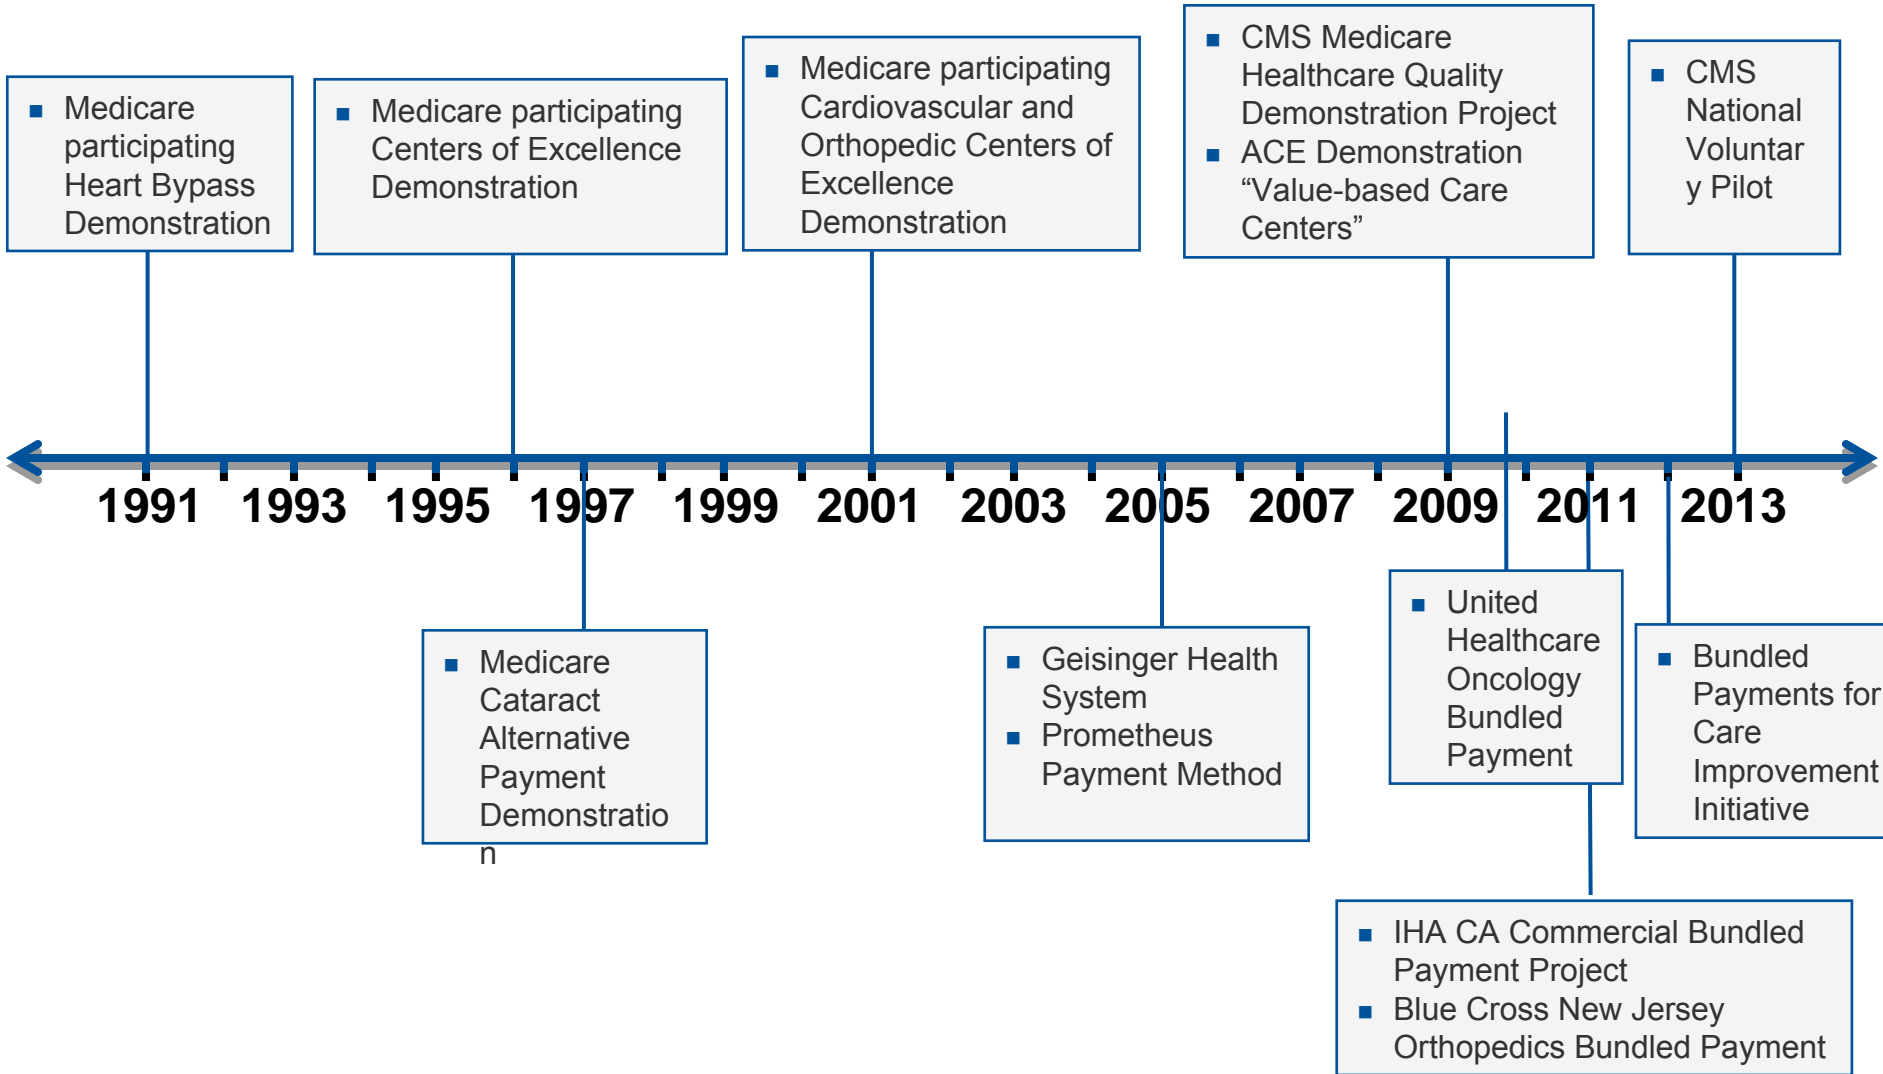 ■ Medicare
participating
Heart Bypass
Demonstration
■ Medicare participating
Centers of Excellence
Demonstration
■ Medicare participating
Cardiovascular and
Orthopedic Centers of
Excellence
Demonstration
■ CMS Medicare
Healthcare Quality
Demonstration Project
■ ACE Demonstration
“Value-based Care
Centers”
■ CMS
National
Voluntar
y Pilot
1991 1993 1995 1997 1999 2001 2003 2005 2007 2009 2011 2013
■ Medicare
Cataract
Alternative
Payment
Demonstratio
n
■ Geisinger Health
System
■ Prometheus
Payment Method
■ United
Healthcare
Oncology
Bundled
Payment
■ Bundled
Payments for
Care
Improvement
Initiative
■ IHA CA Commercial Bundled
Payment Project
■ Blue Cross New Jersey
Orthopedics Bundled Payment